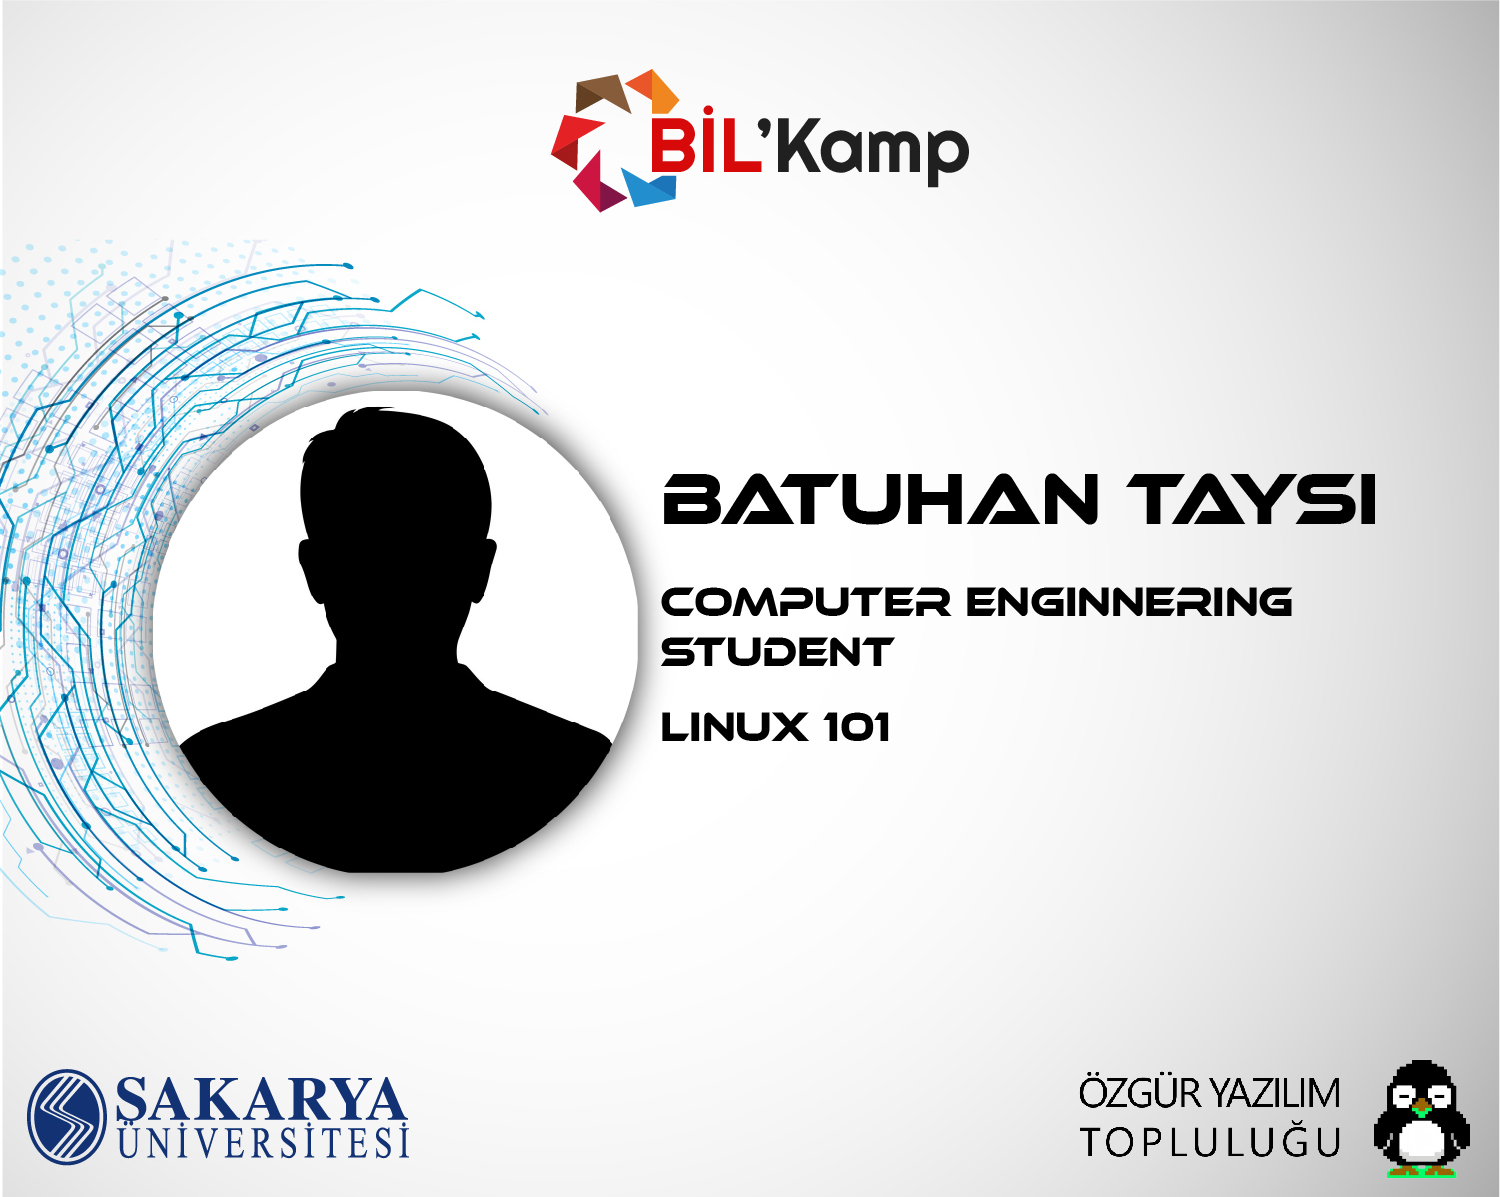 BİL'Kamp
BATUHAN TAYSI
COMPUTER ENGINNERING
STUDENT
LINUX 101
SAKARYA
ÜNİVERSİTESİ
ÖZGÜR YAZILIM
TOPLULUĞU